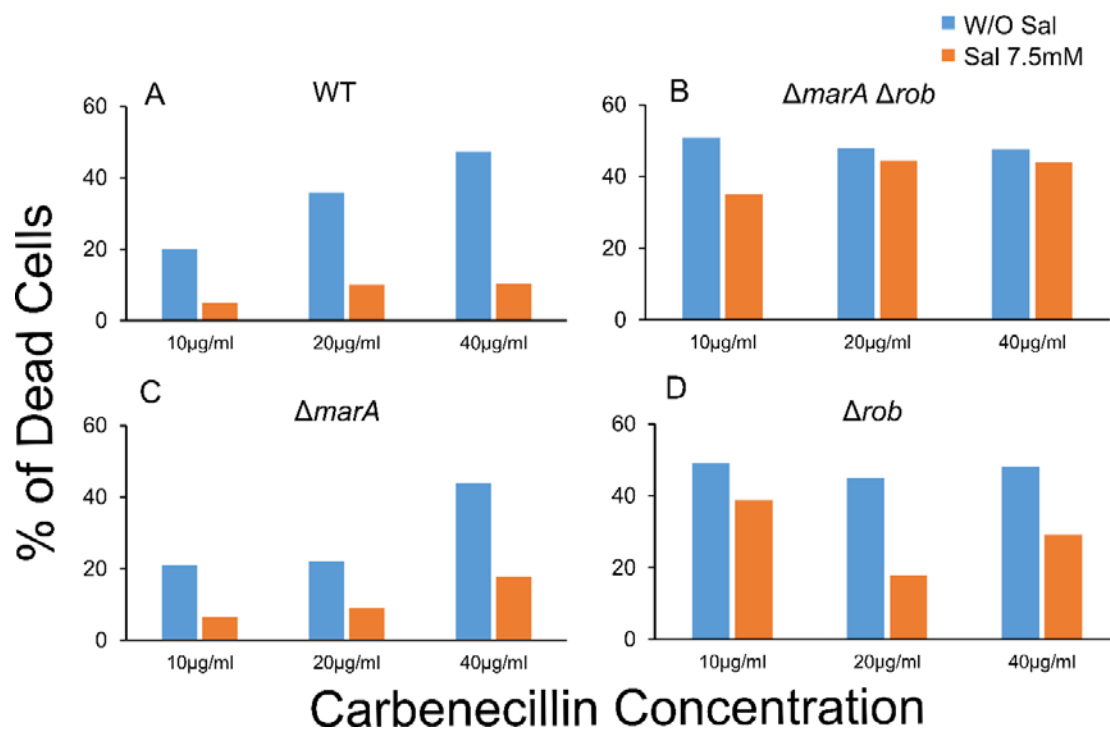 W/O Sal
Sal 7.5mM
A
WT
60
40
20
0
10µg/ml 20µg/ml 40µg/ml
B
ΔmarA Δrob
60
40
20
0
10µg/ml 20µg/ml 40µg/ml
C
ΔmarA
60
40
20
0
10µg/ml 20µg/ml 40µg/ml
D
Δrob
60
40
20
0
10µg/ml 20µg/ml 40µg/ml
% of Dead Cells
Carbenecillin Concentration